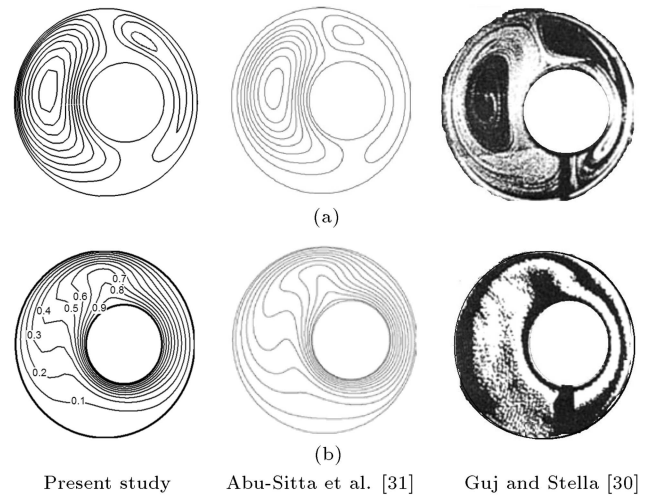 (a)
0.7
0.6
0.8
0.4
0.5
0.9
0.3
0.2
0.1
(b)
Present study
Abu-Sitta et al. [31]
Guj and Stella [30]